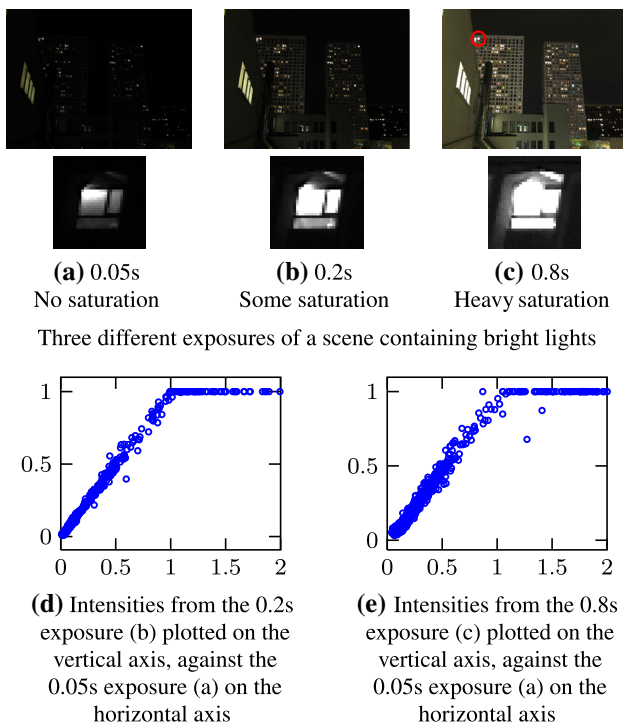 (a) 0.05s
No saturation
(b) 0.2s
Some saturation
(c) 0.8s
Heavy saturation
Three different exposures of a scene containing bright lights
1
0.5
0
0 0.5 1 1.5 2
(d) Intensities from the 0.2s
exposure (b) plotted on the
vertical axis, against the
0.05s exposure (a) on the
horizontal axis
1
0.5
0
0 0.5 1 1.5 2
(e) Intensities from the 0.8s
exposure (c) plotted on the
vertical axis, against the
0.05s exposure (a) on the
horizontal axis